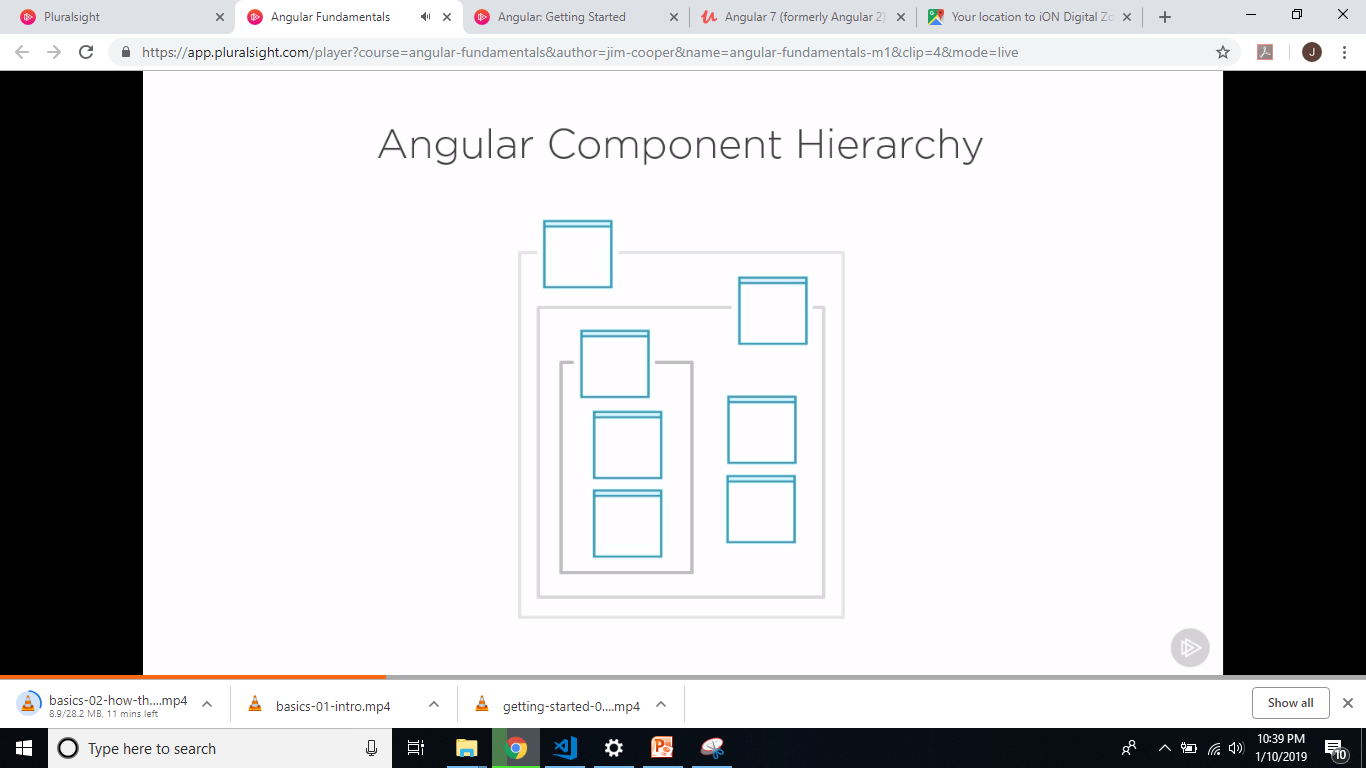 Pluralsight
Angular Fundamentals
Angular: Getting Started
Angular 7 (formerly Angular 2)
Your location to iON Digital Zo
https://app.pluralsight.com/player?course=angular-fundamentals&author=jim-cooper&name=angular-fundamentals-m1&clip=4&mode=live
J
Angular Component Hierarchy
basics-02-how-th....mp4
8.9/28.2 MB, 11 mins left
basics-01-intro.mp4
getting-started-0....mp4
Show all
Type here to search
10:39 PM
1/10/2019
10